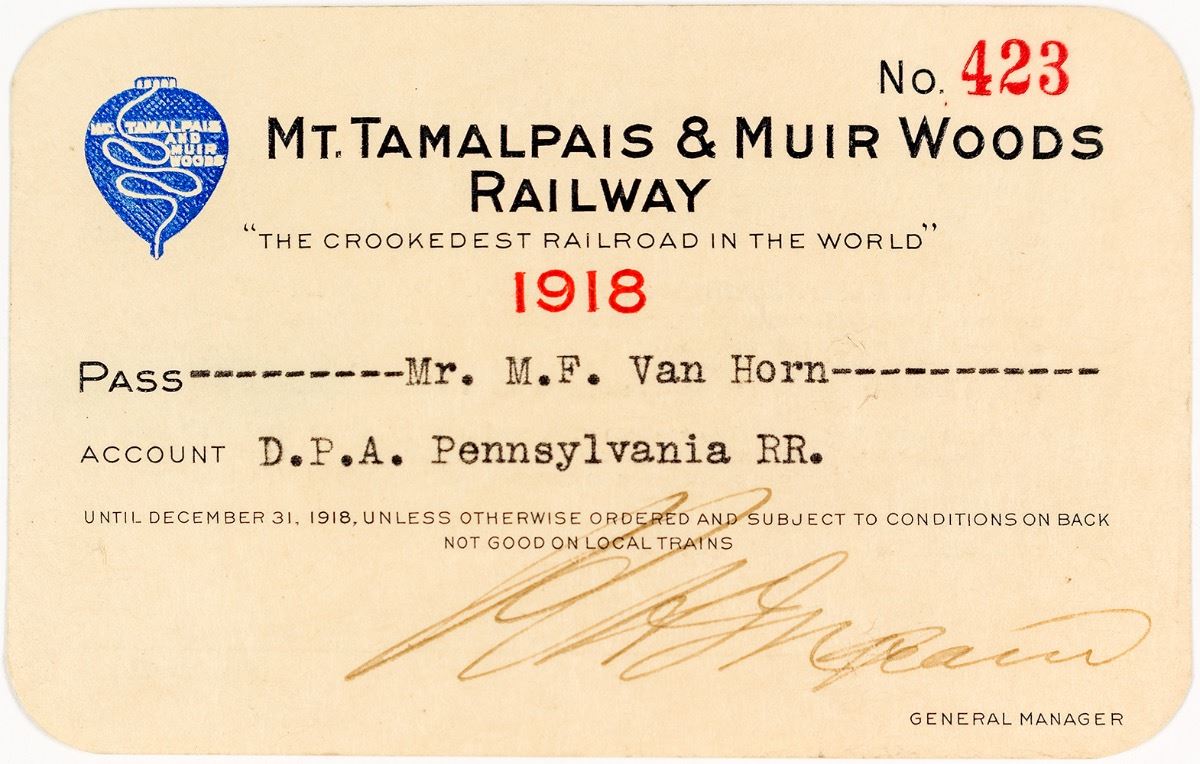 No. 423
MT. TAMALPAIS
AND
MUIR
WOODS
MT. TAMALPAIS & MUIR WOODS
RAILWAY
"THE CROOKEDEST RAILROAD IN THE WORLD"
1918
PASS----------Mr. M.F. Van Horn------------
ACCOUNT D.P.A. Pennsylvania RR.
UNTIL DECEMBER 31, 1918, UNLESS OTHERWISE ORDERED AND SUBJECT TO CONDITIONS ON BACK
NOT GOOD ON LOCAL TRAINS
GENERAL MANAGER